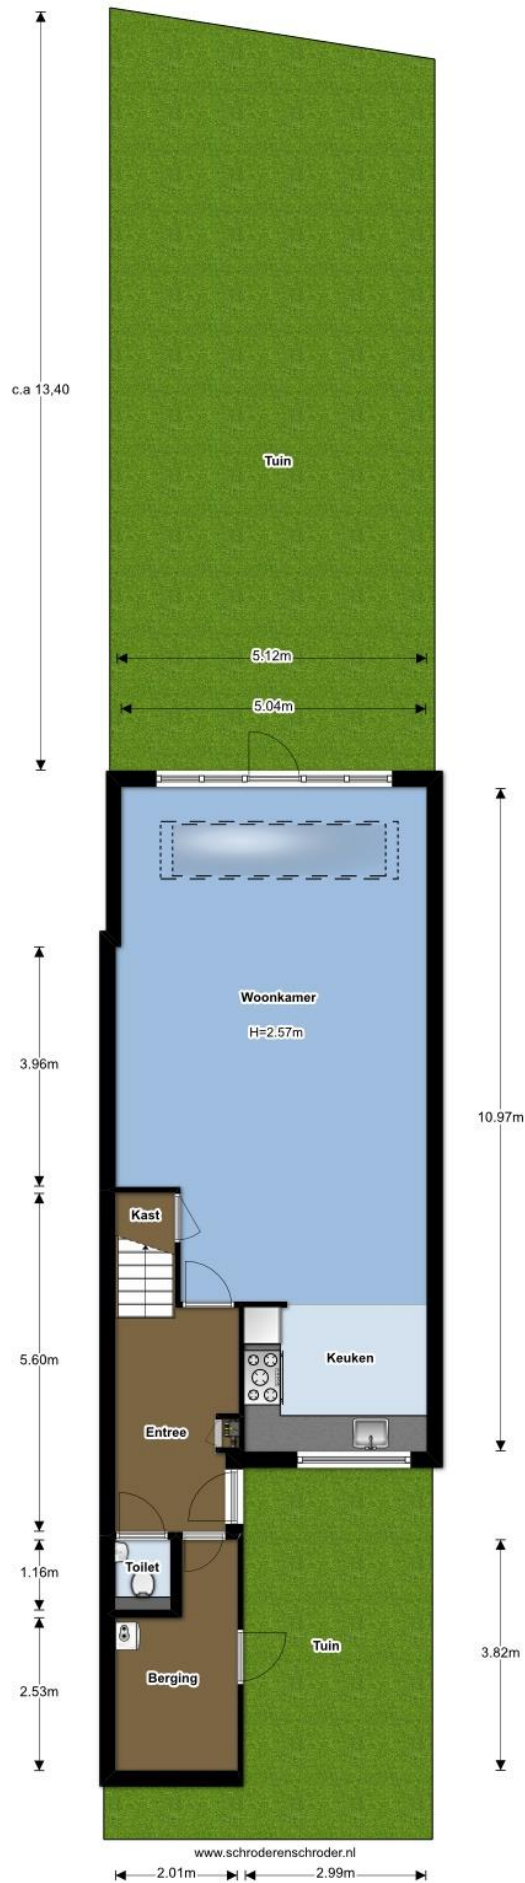 c.a 13,40
Tuin
5.12m
5.04m
Woonkamer
H=2.57m
3.96m
10.97m
Kast
Keuken
5.60m
Entree
Toilet
1.16m
Tuin
3.82m
Berging
2.53m
www.schroderenschroder.nl
2.01m
2.99m